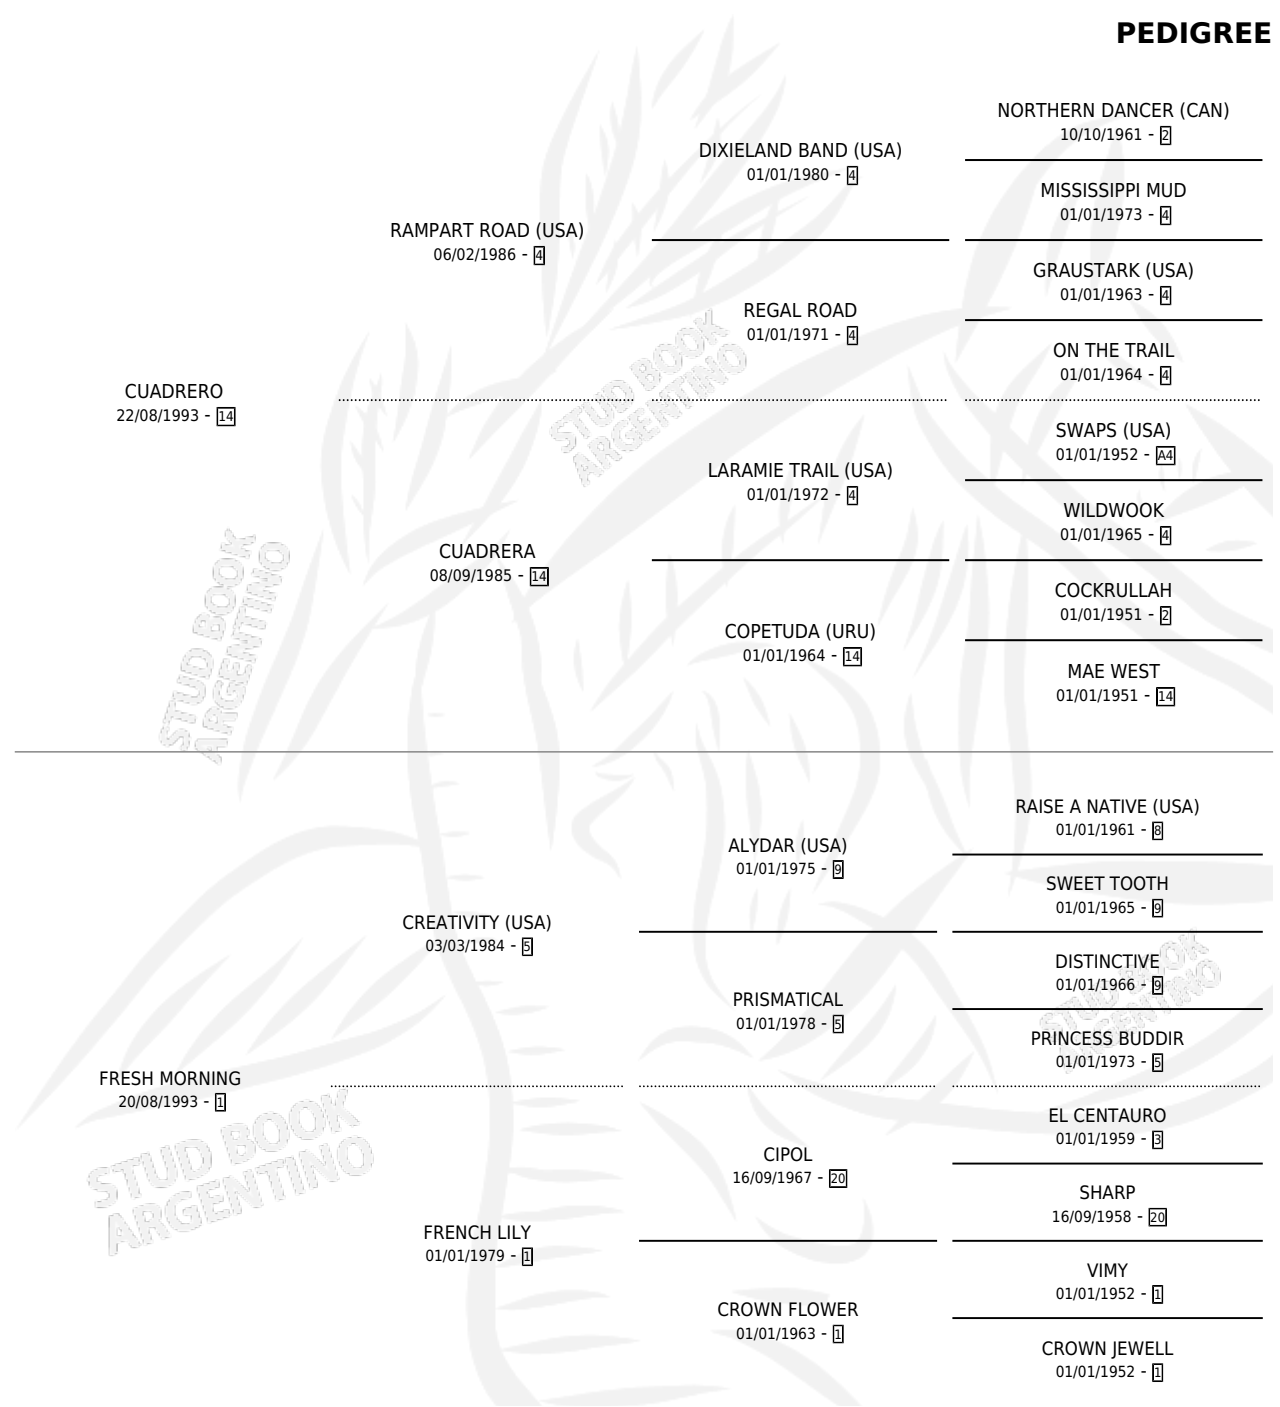 PEDIGREE
NORTHERN DANCER (CAN)
10/10/1961 - 2
DIXIELAND BAND (USA)
01/01/1980 - 4
MISSISSIPPI MUD
01/01/1973 - 4
RAMPART ROAD (USA)
06/02/1986 - 4
GRAUSTARK (USA)
01/01/1963 - 4
REGAL ROAD
01/01/1971 - 4
ON THE TRAIL
01/01/1964 - 4
CUADRERO
22/08/1993 - 14
SWAPS (USA)
01/01/1952 - A4
LARAMIE TRAIL (USA)
01/01/1972 - 4
WILDWOOK
01/01/1965 - 4
CUADRERA
08/09/1985 - 14
COCKRULLAH
01/01/1951 - 2
COPETUDA (URU)
01/01/1964 - 14
MAE WEST
01/01/1951 - 14
RAISE A NATIVE (USA)
01/01/1961 - 8
ALYDAR (USA)
01/01/1975 - 9
SWEET TOOTH
01/01/1965 - 9
CREATIVITY (USA)
03/03/1984 - 5
DISTINCTIVE
01/01/1966 - 9
PRISMATICAL
01/01/1978 - 5
PRINCESS BUDDIR
01/01/1973 - 5
FRESH MORNING
20/08/1993 - 1
EL CENTAURO
01/01/1959 - 3
CIPOL
16/09/1967 - 20
SHARP
16/09/1958 - 20
FRENCH LILY
01/01/1979 - 1
VIMY
01/01/1952 - 1
CROWN FLOWER
01/01/1963 - 1
CROWN JEWELL
01/01/1952 - 1
STUD BOOK
ARGENTINO
STUD BOOK
ARGENTINO
STUD BOOK
ARGENTINO
STUD BOOK
ARGENTINO